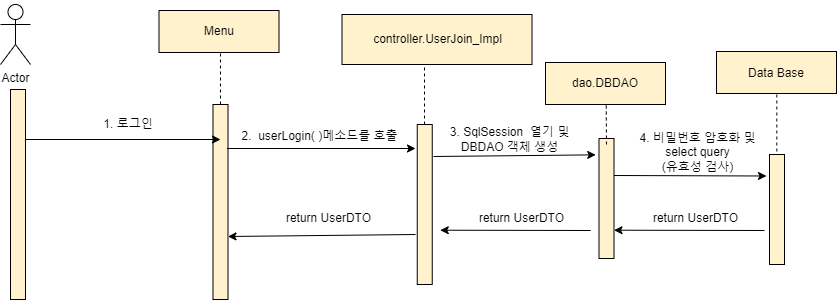 Menu
controller.UserJoin_Impl
dao.DBDAO
Data Base
Actor
1. 로그인
2. userLogin( )메소드를 호출
3. SqlSession 열기 및
DBDAO 객체 생성
4. 비밀번호 암호화 및
select query
(유효성 검사)
return UserDTO
return UserDTO
return UserDTO